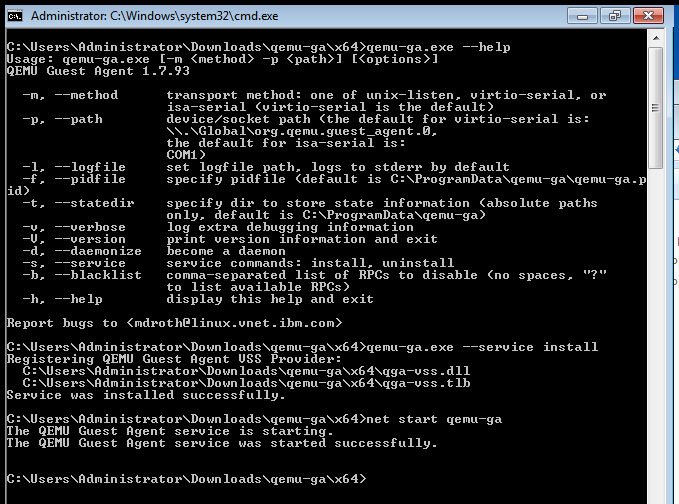 Administrator: C:\Windows\system32\cmd.exe
C:\Users\Administrator\Downloads\qemu-ga\x64>qemu-ga.exe --help
Usage: qemu-ga.exe [-m <method> -p <path>] [<options>]
QEMU Guest Agent 1.7.93
-m, --method transport method: one of unix-listen, virtio-serial, or
isa-serial (virtio-serial is the default)
-p, --path device/socket path (the default for virtio-serial is:
\\.\Global\org.qemu.guest_agent.0,
the default for isa-serial is:
COM1)
-l, --logfile set logfile path, logs to stderr by default
-f, --pidfile specify pidfile (default is C:\ProgramData\qemu-ga\qemu-ga.p
id)
-t, --statedir specify dir to store state information (absolute paths
only, default is C:\ProgramData\qemu-ga)
-v, --verbose log extra debugging information
-V, --version print version information and exit
-d, --daemonize become a daemon
-s, --service service commands: install, uninstall
-b, --blacklist comma-separated list of RPCs to disable (no spaces, "?"
to list available RPCs)
-h, --help display this help and exit
Report bugs to <mdroth@linux.vnet.ibm.com>
C:\Users\Administrator\Downloads\qemu-ga\x64>qemu-ga.exe --service install
Registering QEMU Guest Agent VSS Provider:
C:\Users\Administrator\Downloads\qemu-ga\x64\qga-vss.dll
C:\Users\Administrator\Downloads\qemu-ga\x64\qga-vss.tlb
Service was installed successfully.
C:\Users\Administrator\Downloads\qemu-ga\x64>net start qemu-ga
The QEMU Guest Agent service is starting.
The QEMU Guest Agent service was started successfully.
C:\Users\Administrator\Downloads\qemu-ga\x64>